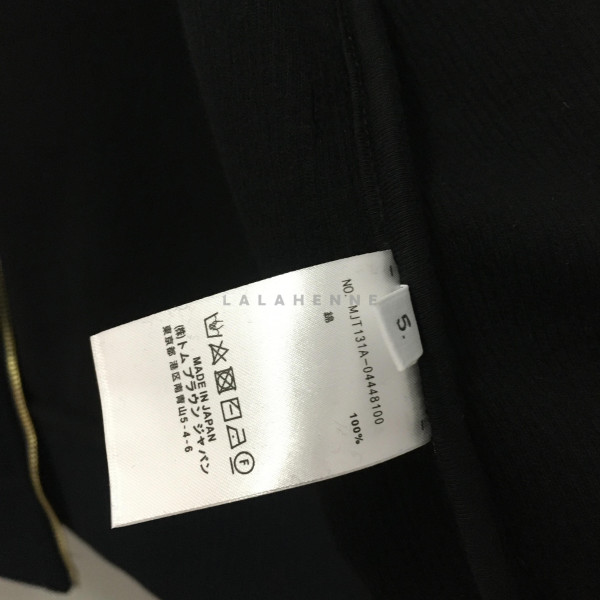 LALAHENNE
5.
NO. MJT131A-04448100
綿
100%
F
MADE IN JAPAN
(株)トム ブラウン ジャパン
東京都 港区南青山5-4-6